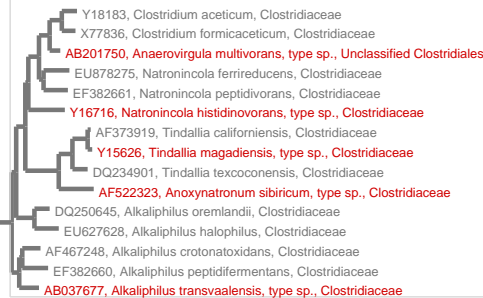 Y18183, Clostridium aceticum, Clostridiaceae
X77836, Clostridium formicaceticum, Clostridiaceae
AB201750, Anaerovirgula multivorans, type sp., Unclassified Clostridiales
EU878275, Natronincola ferrireducens, Clostridiaceae
EF382661, Natronincola peptidivorans, Clostridiaceae
Y16716, Natronincola histidinovorans, type sp., Clostridiaceae
AF373919, Tindallia californiensis, Clostridiaceae
Y15626, Tindallia magadiensis, type sp., Clostridiaceae
DQ234901, Tindallia texcoconensis, Clostridiaceae
AF522323, Anoxynatronum sibiricum, type sp., Clostridiaceae
DQ250645, Alkaliphilus oremlandii, Clostridiaceae
EU627628, Alkaliphilus halophilus, Clostridiaceae
AF467248, Alkaliphilus crotonatoxidans, Clostridiaceae
EF382660, Alkaliphilus peptidifermentans, Clostridiaceae
AB037677, Alkaliphilus transvaalensis, type sp., Clostridiaceae